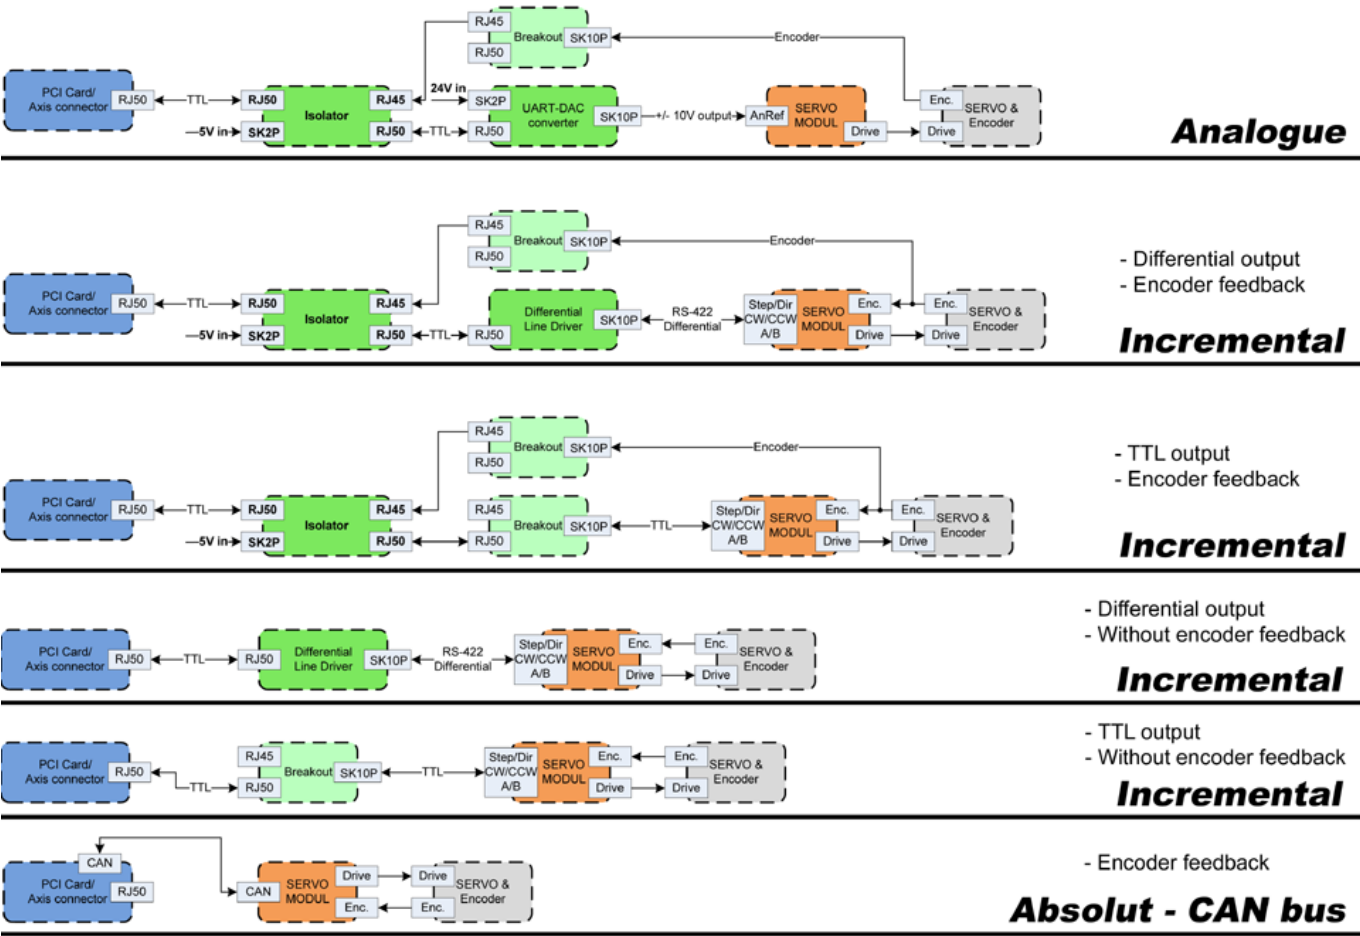 RJ45
Breakout
SK10P
Encoder
RJ50
PCI Card/
Axis connector
RJ50
TTL
RJ50
Isolator
RJ45
24V in
SK2P
UART-DAC
converter
SK10P
+/- 10V output
AnRef
SERVO
MODUL
Drive
Enc.
SERVO &
Encoder
Drive
5V in
SK2P
RJ50
TTL
RJ50
Analogue
RJ45
Breakout
SK10P
Encoder
RJ50
- Differential output
- Encoder feedback
PCI Card/
Axis connector
RJ50
TTL
RJ50
Isolator
RJ45
Differential
Line Driver
SK10P
RS-422
Differential
Step/Dir
CW/CCW
A/B
SERVO
MODUL
Enc.
Drive
Enc.
Drive
SERVO &
Encoder
5V in
SK2P
RJ50
TTL
RJ50
Incremental
RJ45
Breakout
SK10P
Encoder
RJ50
- TTL output
- Encoder feedback
PCI Card/
Axis connector
RJ50
TTL
RJ50
Isolator
RJ45
RJ45
Breakout
SK10P
TTL
Step/Dir
CW/CCW
A/B
SERVO
MODUL
Enc.
Drive
Enc.
Drive
SERVO &
Encoder
5V in
SK2P
RJ50
RJ50
Incremental
- Differential output
- Without encoder feedback
PCI Card/
Axis connector
RJ50
TTL
RJ50
Differential
Line Driver
SK10P
RS-422
Differential
Step/Dir
CW/CCW
A/B
SERVO
MODUL
Enc.
Drive
Enc.
Drive
SERVO &
Encoder
Incremental
- TTL output
- Without encoder feedback
PCI Card/
Axis connector
RJ50
TTL
RJ45
RJ50
Breakout
SK10P
TTL
Step/Dir
CW/CCW
A/B
SERVO
MODUL
Enc.
Drive
Enc.
Drive
SERVO &
Encoder
Incremental
CAN
PCI Card/
Axis connector
RJ50
CAN
SERVO
MODUL
Drive
Enc.
Drive
Enc.
SERVO &
Encoder
- Encoder feedback
Absolut - CAN bus